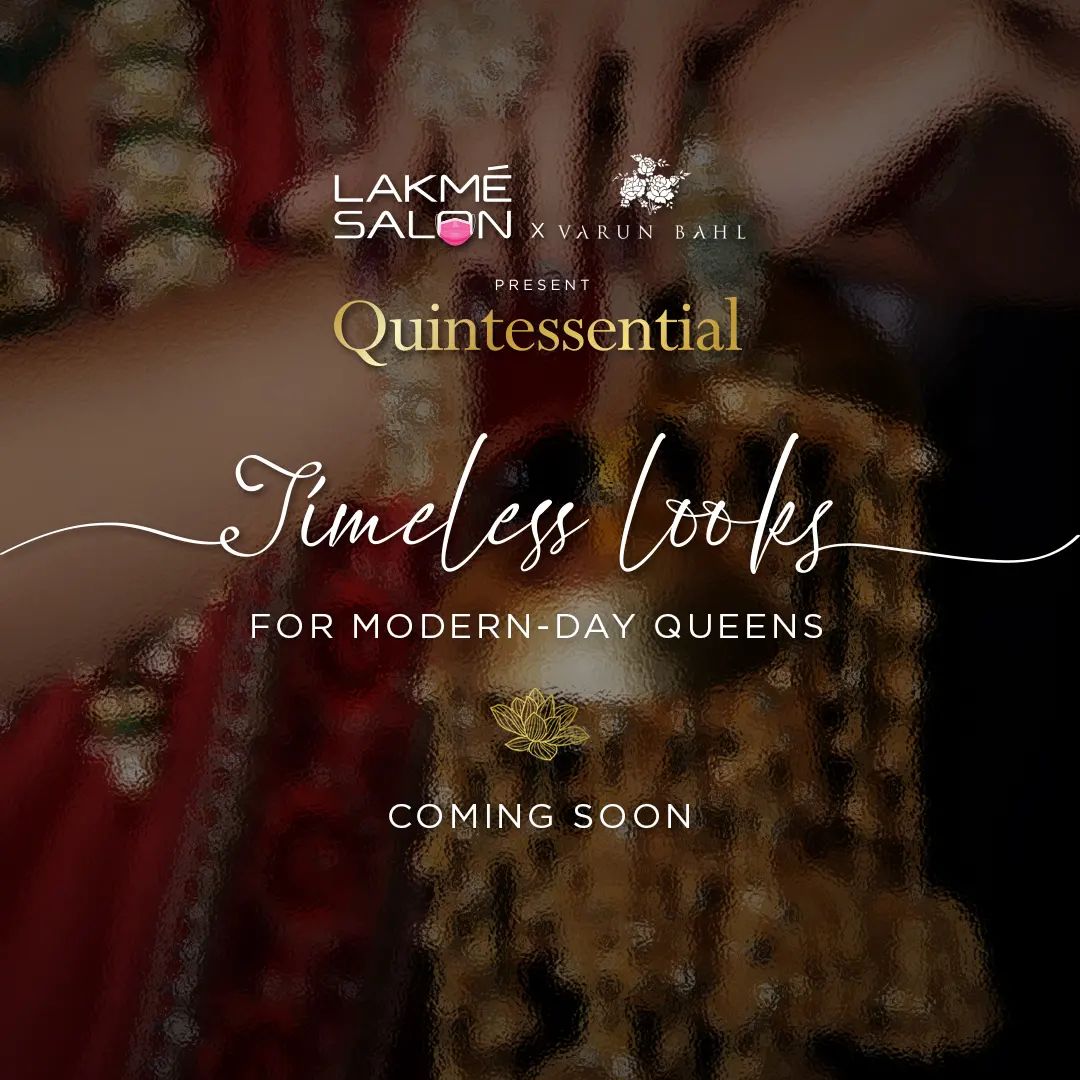 LAKMÉ
SALON X VARUN BAHL
PRESENT
Quintessential
Timeless looks
FOR MODERN-DAY QUEENS
COMING SOON